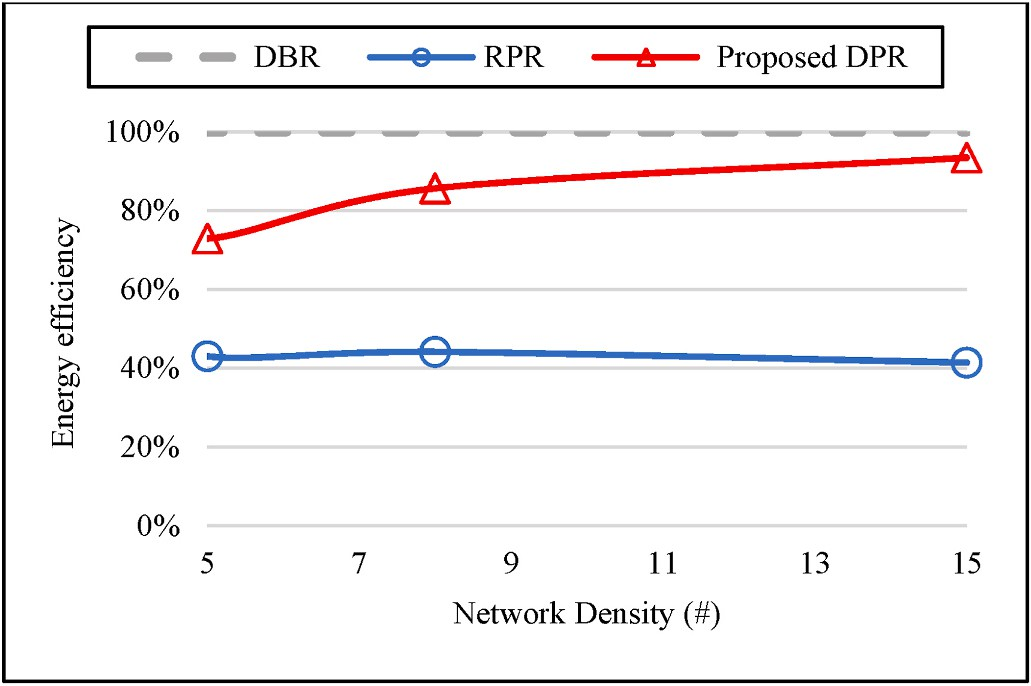 DBR RPR Proposed DPR
100%
80%
60%
40%
20%
0%
Energy efficiency
5 7 9 11 13 15
Network Density (#)